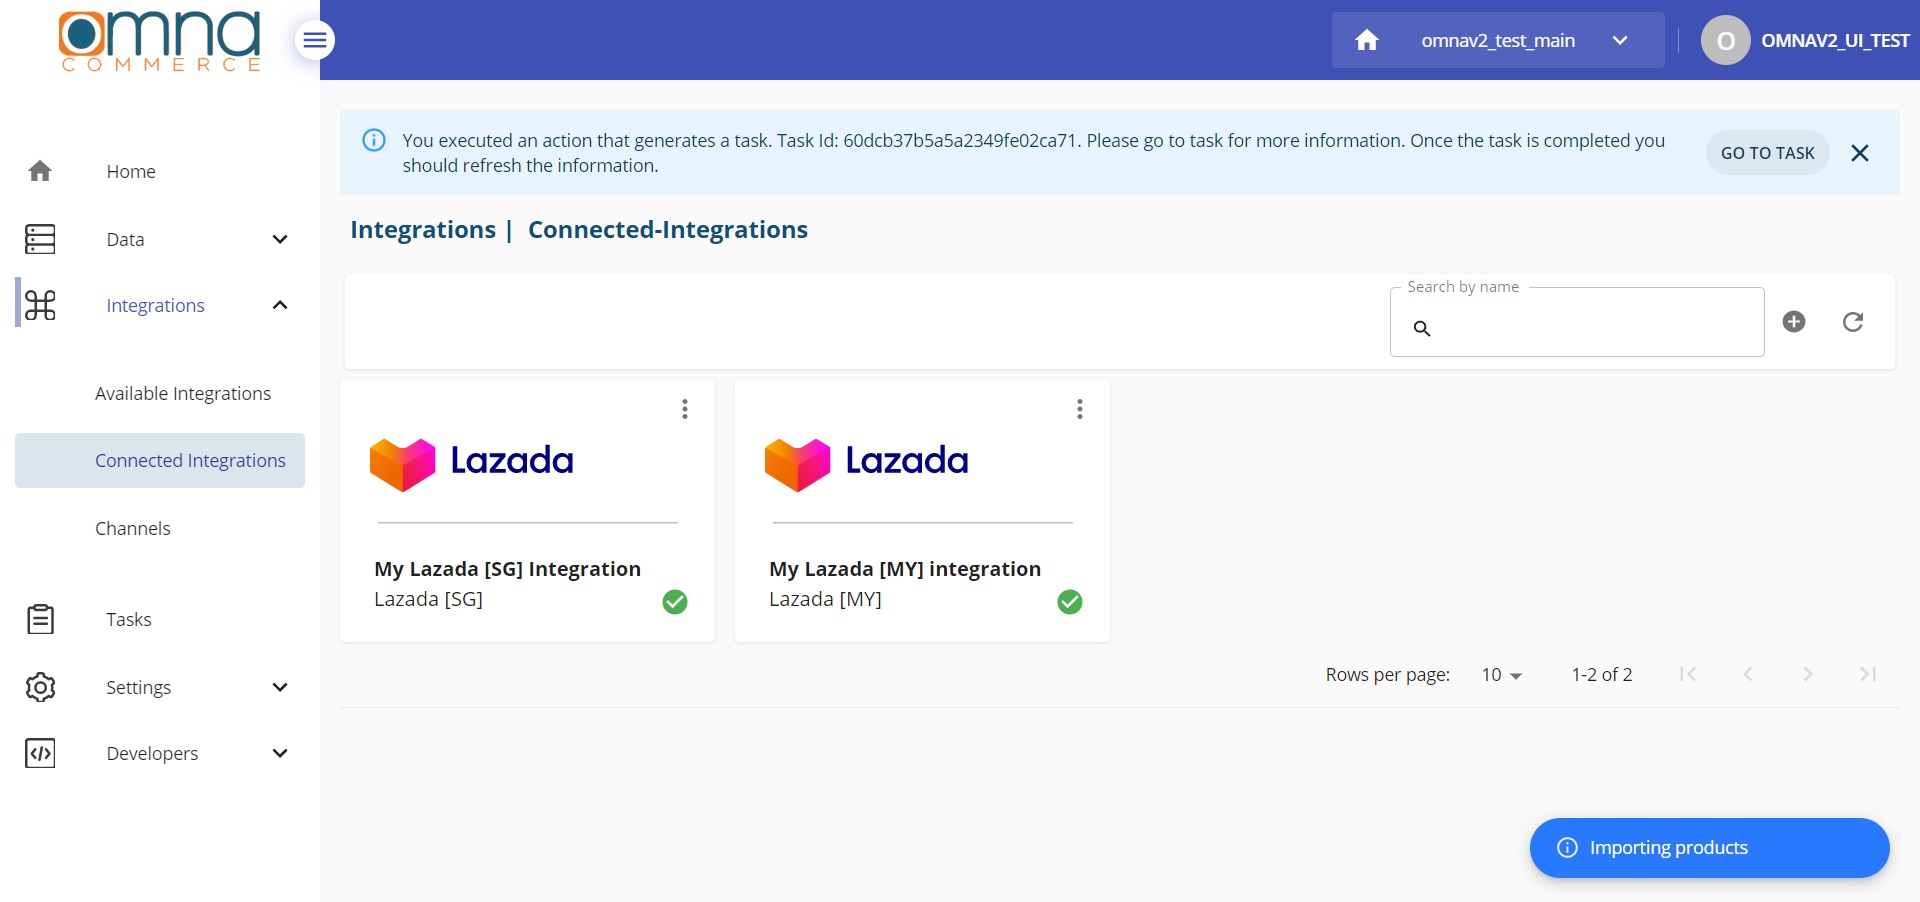 omna
COMMERCE
omnav2_test_main
O
OMNAV2_UI_TEST
You executed an action that generates a task. Task Id: 60dcb37b5a5a2349fe02ca71. Please go to task for more information. Once the task is completed you
should refresh the information.
GO TO TASK
Home
Data
Integrations
Available Integrations
Connected Integrations
Channels
Tasks
Settings
Developers
Integrations | Connected-Integrations
Search by name
Lazada
My Lazada [SG] Integration
Lazada [SG]
Lazada
My Lazada [MY] integration
Lazada [MY]
Rows per page: 10 1-2 of 2
Importing products